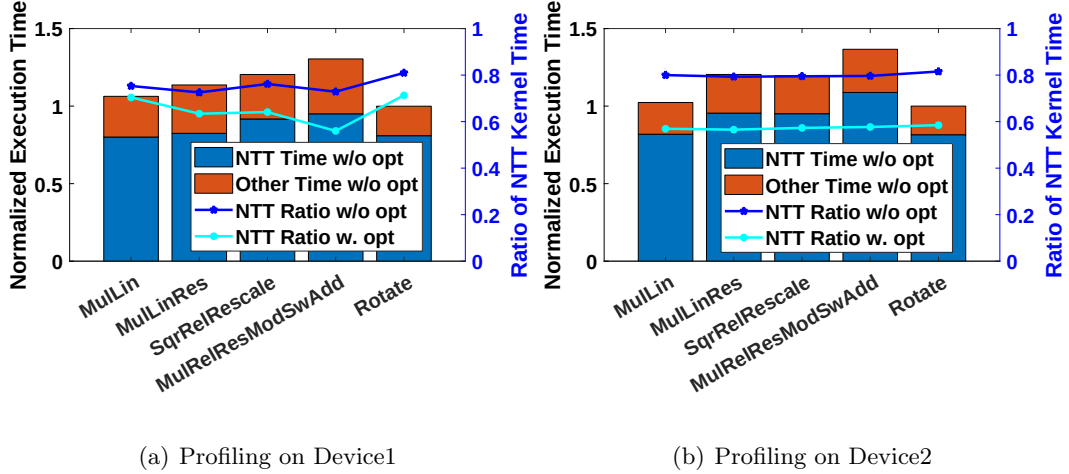 Normalized Execution Time
1.5
1
0.5
0
1
0.8
0.6
0.4
0.2
0
Ratio of NTT Kernel Time
NTT Time w/o opt
Other Time w/o opt
NTT Ratio w/o opt
NTT Ratio w. opt
MulLin
MulLinRes
SqrRelRescale
MulRelResModSwAdd
Rotate
(a) Profiling on Device1
Normalized Execution Time
1.5
1
0.5
0
1
0.8
0.6
0.4
0.2
0
Ratio of NTT Kernel Time
NTT Time w/o opt
Other Time w/o opt
NTT Ratio w/o opt
NTT Ratio w. opt
MulLin
MulLinRes
SqrRelRescale
MulRelResModSwAdd
Rotate
(b) Profiling on Device2